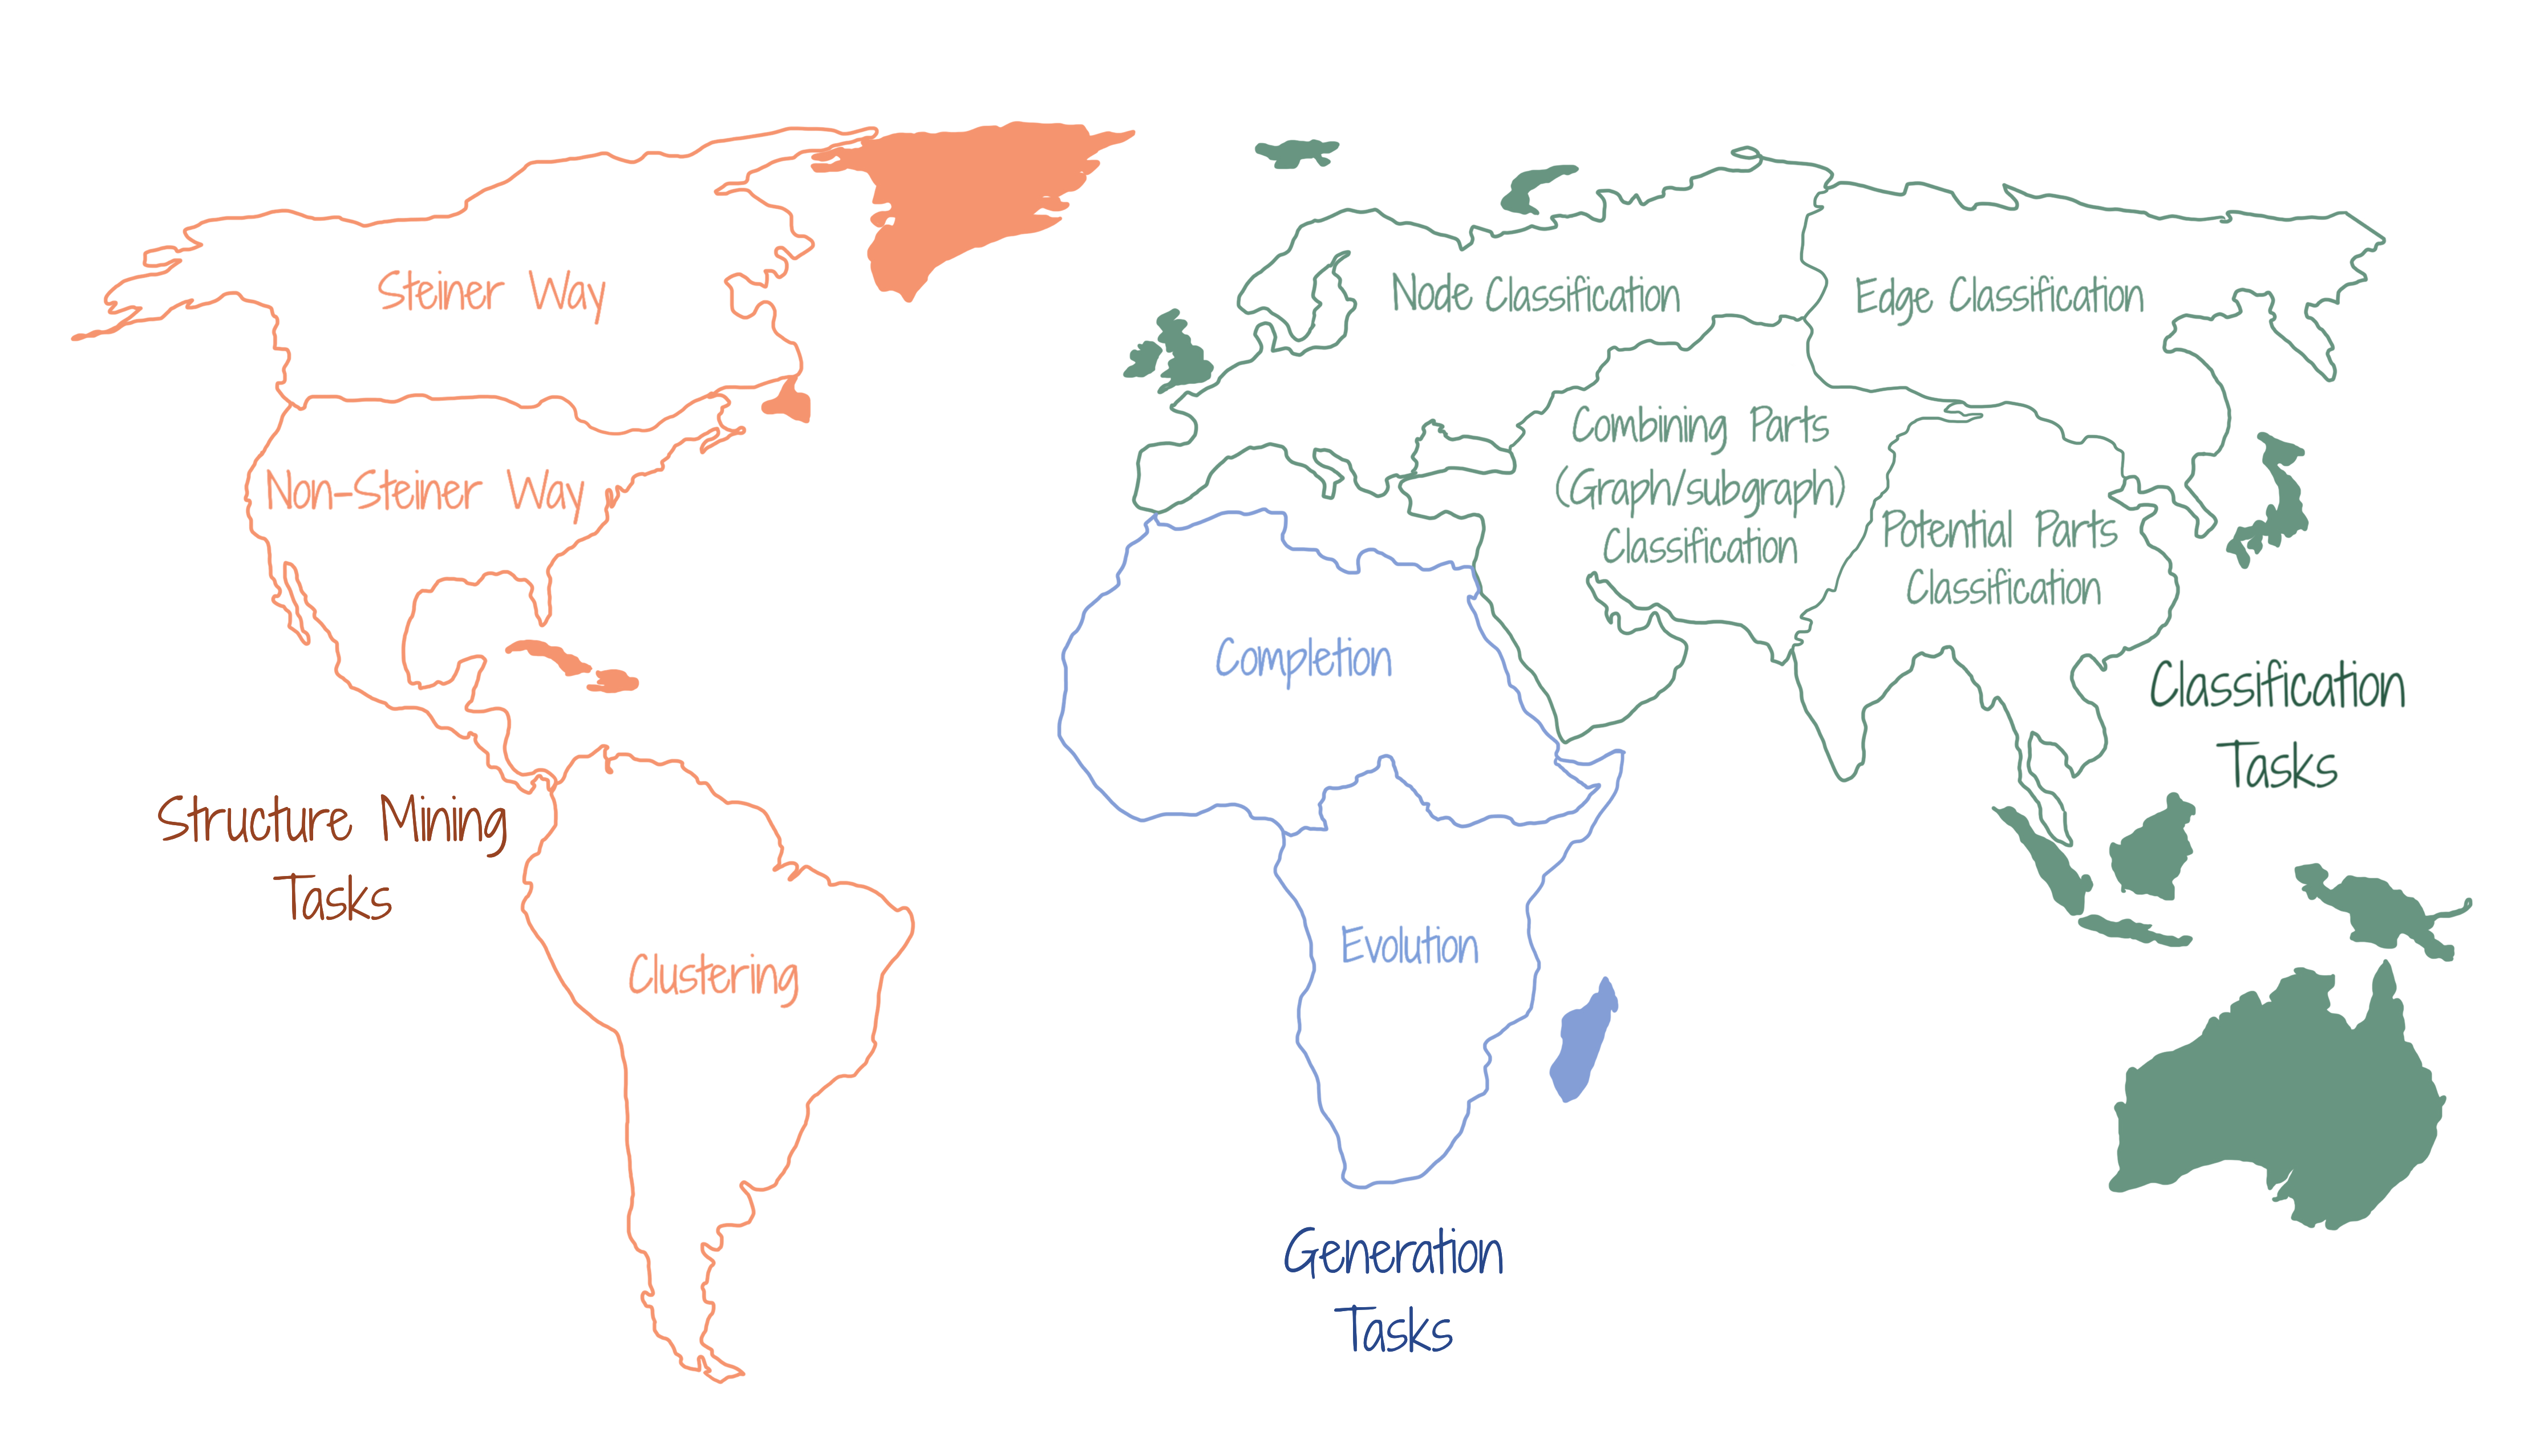 Steiner Way
Non-Steiner Way
Structure Mining
Tasks
Clustering
Node Classification
Edge Classification
Combining Parts
(Graph/subgraph)
Classification
Potential Parts
Classification
Classification
Tasks
Completion
Evolution
Generation
Tasks